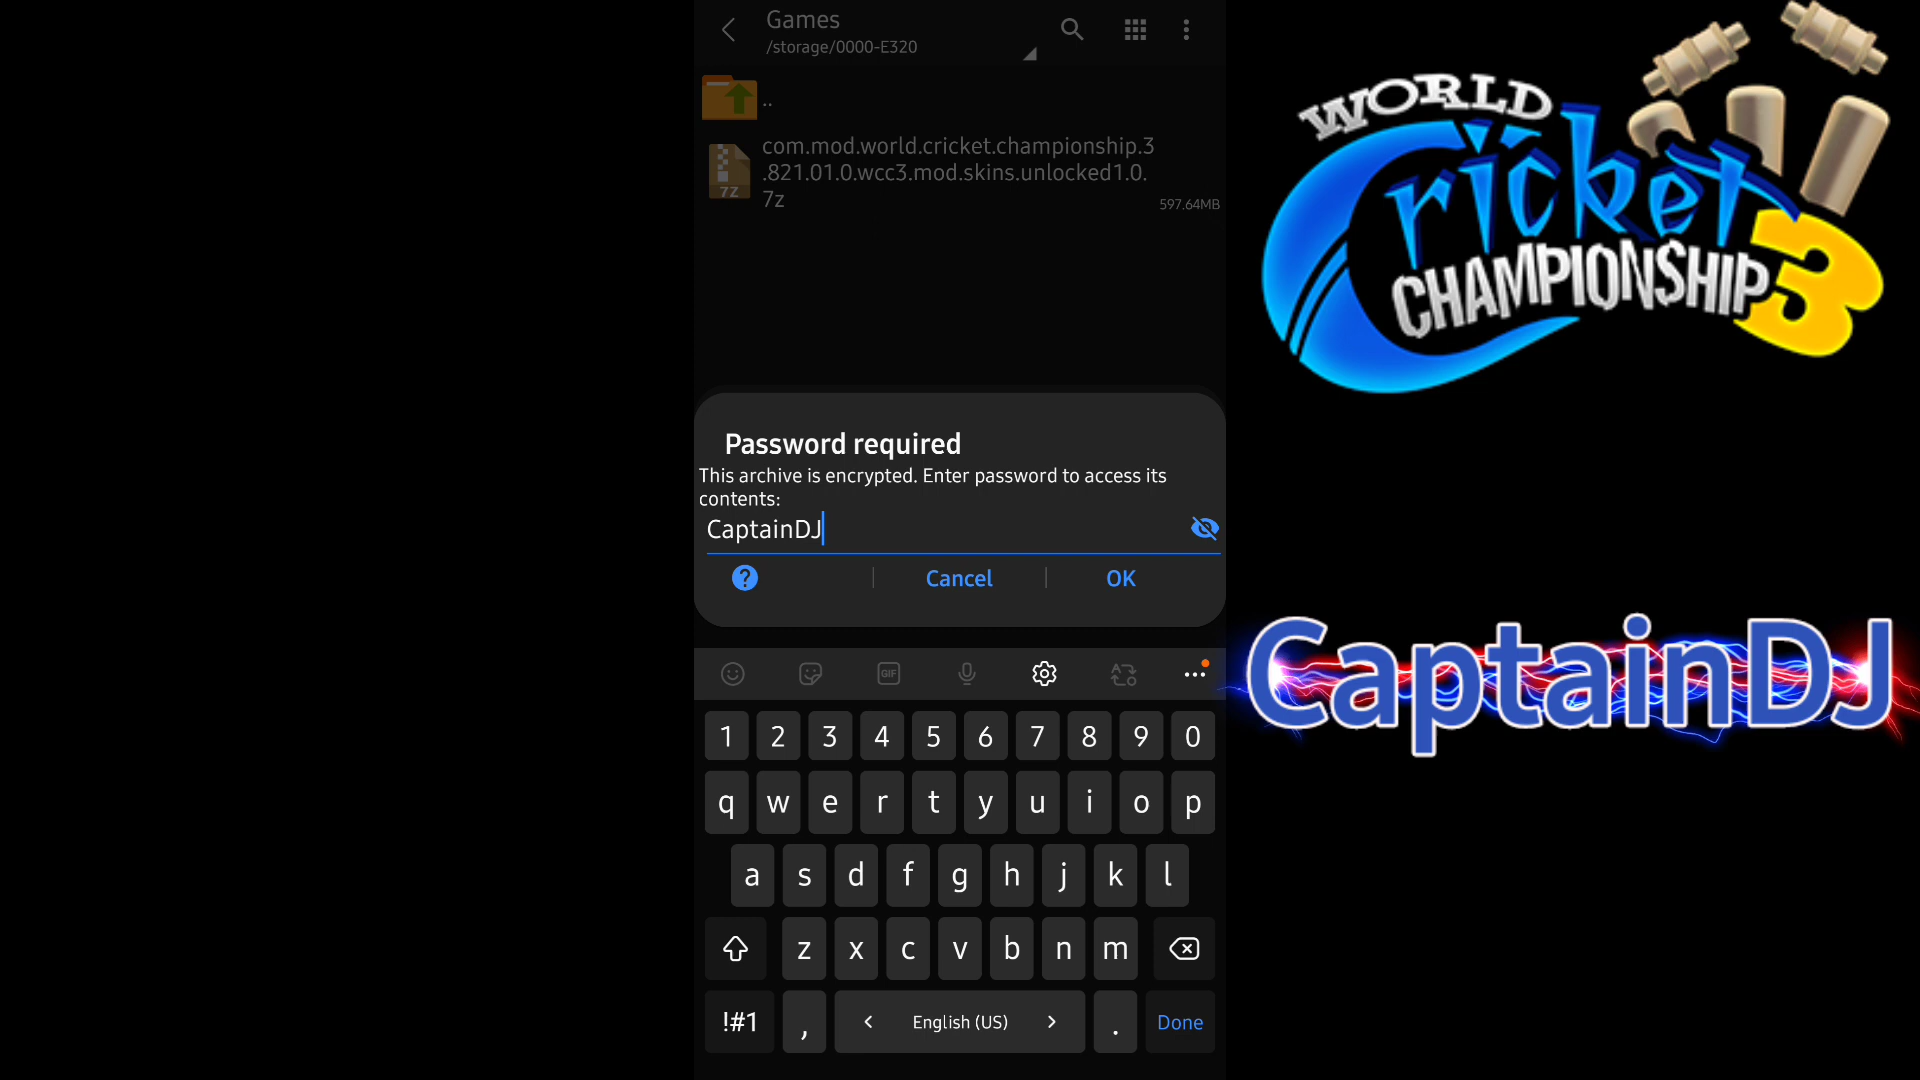 Games
/storage/0000-E320
..
com.mod.world.cricket.championship.3
.821.01.0.wcc3.mod.skins.unlocked1.0.
7z
7Z
597.64MB
Password required
This archive is encrypted. Enter password to access its
contents:
CaptainDJ
?
Cancel
OK
GIF
1 2 3 4 5 6 7 8 9 0
q w e r t y u i o p
a s d f g h j k l
z x c v b n m
!#1 , < English (US) > . Done
WORLD
Cricket
CHAMPIONSHIP 3
CaptainDJ